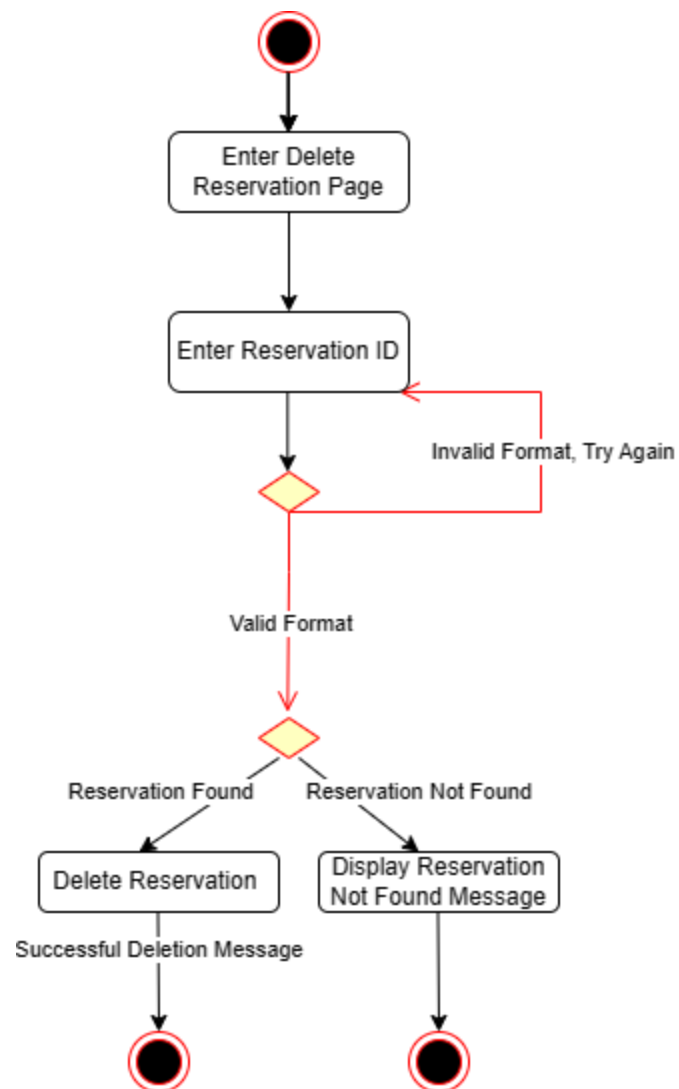 Enter Delete
Reservation Page
Enter Reservation ID
Invalid Format, Try Again
Valid Format
Reservation Found
Reservation Not Found
Delete Reservation
Display Reservation
Not Found Message
Successful Deletion Message